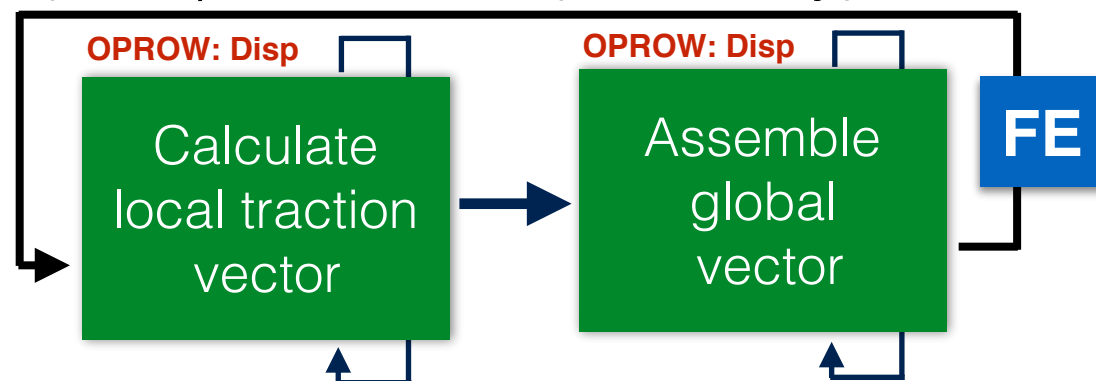 OPROW: Disp
OPROW: Disp
Calculate
local traction
vector
Assemble
global
vector
FE